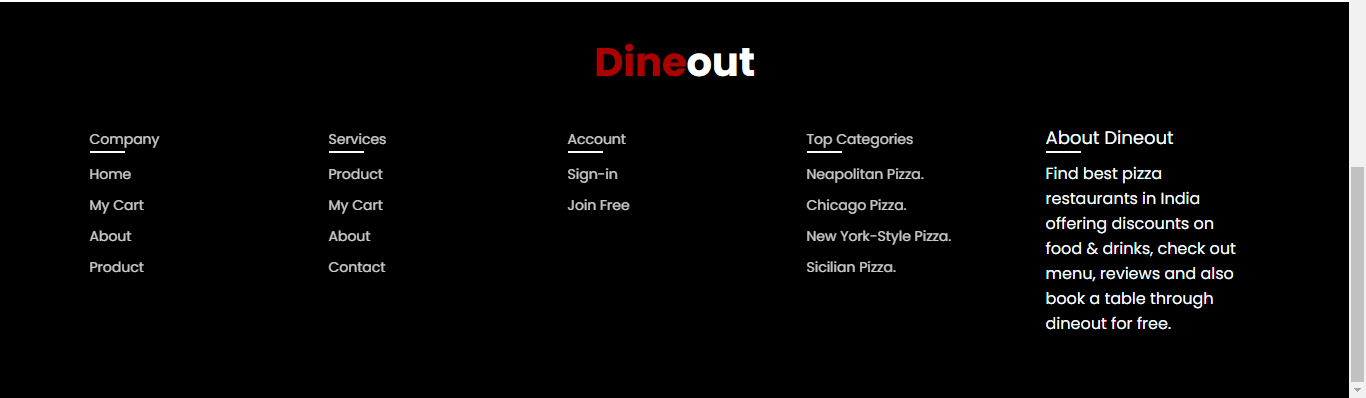 Dineout
Company
Home
My Cart
About
Product
Services
Product
My Cart
About
Contact
Account
Sign-in
Join Free
Top Categories
Neapolitan Pizza.
Chicago Pizza.
New York-Style Pizza.
Sicilian Pizza.
About Dineout
Find best pizza
restaurants in India
offering discounts on
food & drinks, check out
menu, reviews and also
book a table through
dineout for free.